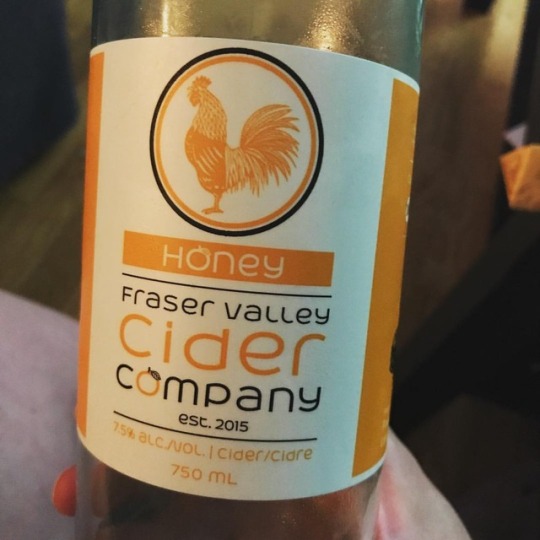 Honey
Fraser Valley
Cider
Company
est. 2015
7.5% alc./vol. | cider/cidre
750 mL